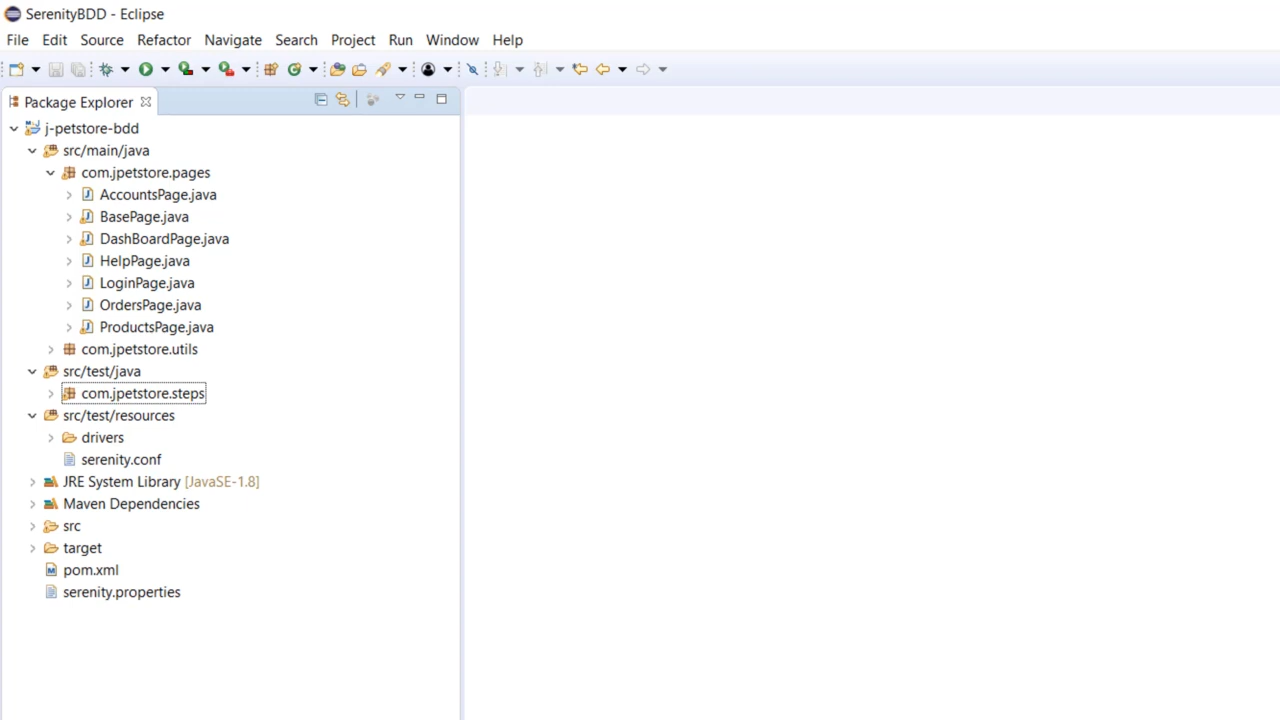 SerenityBDD - Eclipse
File Edit Source Refactor Navigate Search Project Run Window Help
Package Explorer
j-petstore-bdd
src/main/java
com.jpetstore.pages
AccountsPage.java
BasePage.java
DashBoardPage.java
HelpPage.java
LoginPage.java
OrdersPage.java
ProductsPage.java
com.jpetstore.utils
src/test/java
com.jpetstore.steps
src/test/resources
drivers
serenity.conf
JRE System Library [JavaSE-1.8]
Maven Dependencies
src
target
pom.xml
serenity.properties